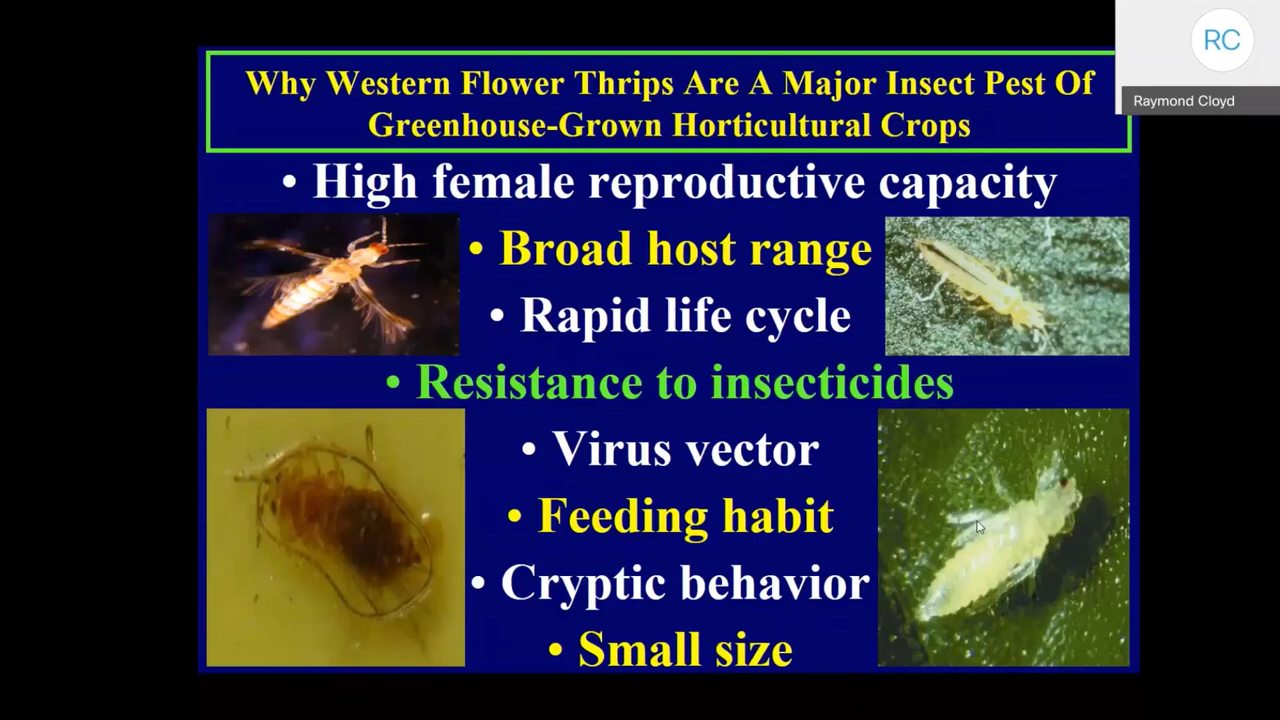 RC
Raymond Cloyd
Why Western Flower Thrips Are A Major Insect Pest Of
Greenhouse-Grown Horticultural Crops
• High female reproductive capacity
• Broad host range
• Rapid life cycle
• Resistance to insecticides
• Virus vector
• Feeding habit
• Cryptic behavior
• Small size